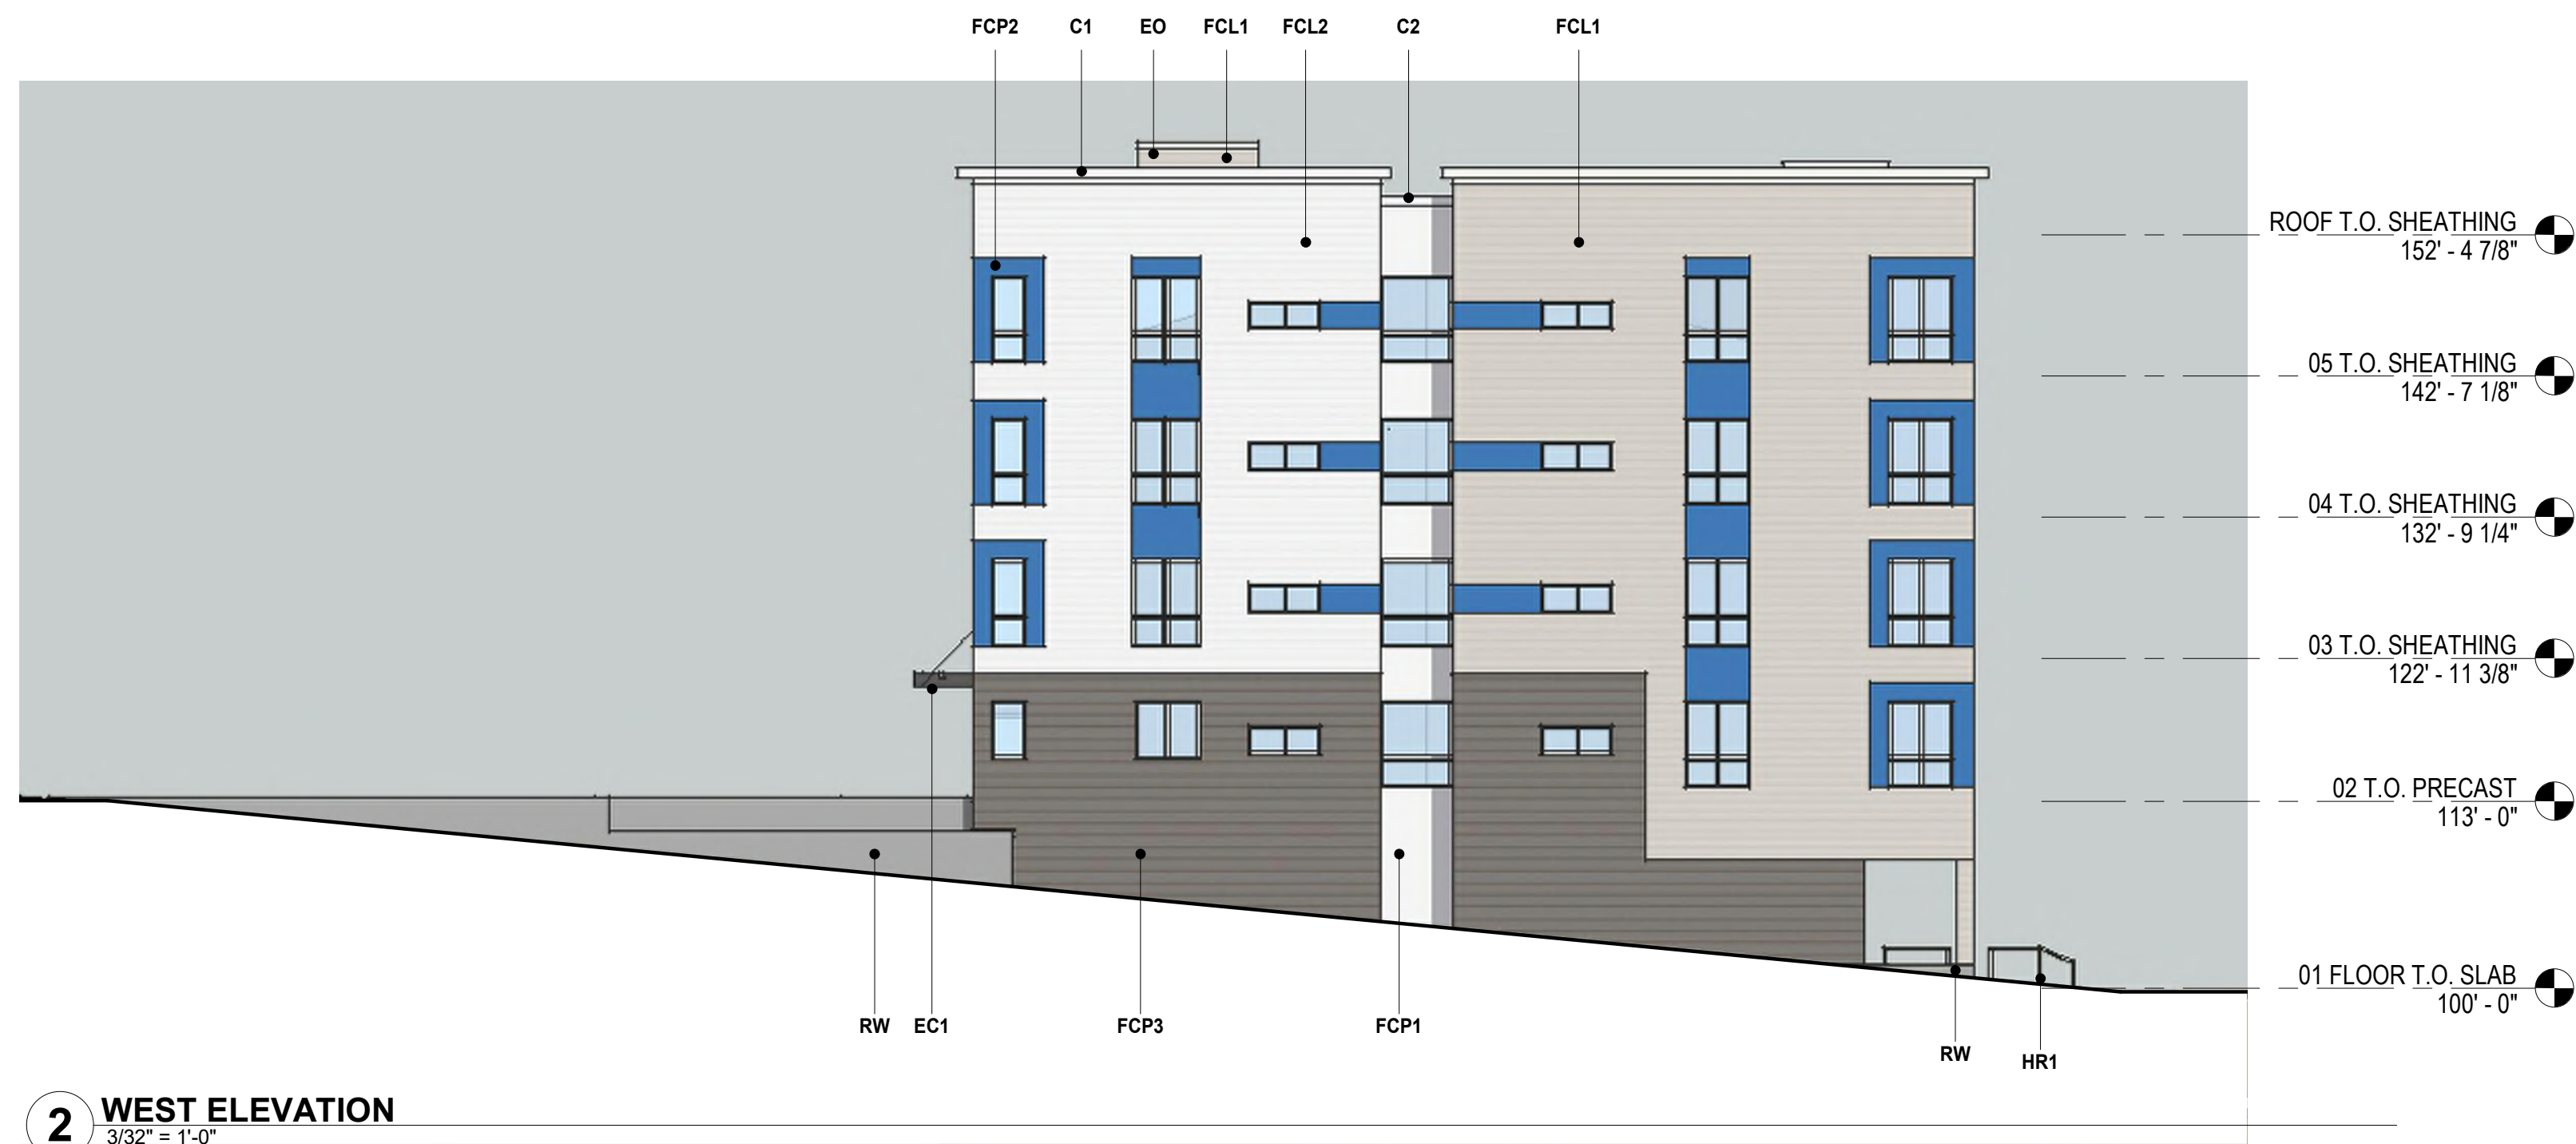 FCP2 C1 EO FCL1 FCL2 C2 FCL1
ROOF T.O. SHEATHING
152' - 4 7/8"
05 T.O. SHEATHING
142' - 7 1/8"
04 T.O. SHEATHING
132' - 9 1/4"
03 T.O. SHEATHING
122' - 11 3/8"
02 T.O. PRECAST
113' - 0"
01 FLOOR T.O. SLAB
100' - 0"
RW EC1 FCP3 FCP1
RW HR1
2 WEST ELEVATION
3/32" = 1'-0"